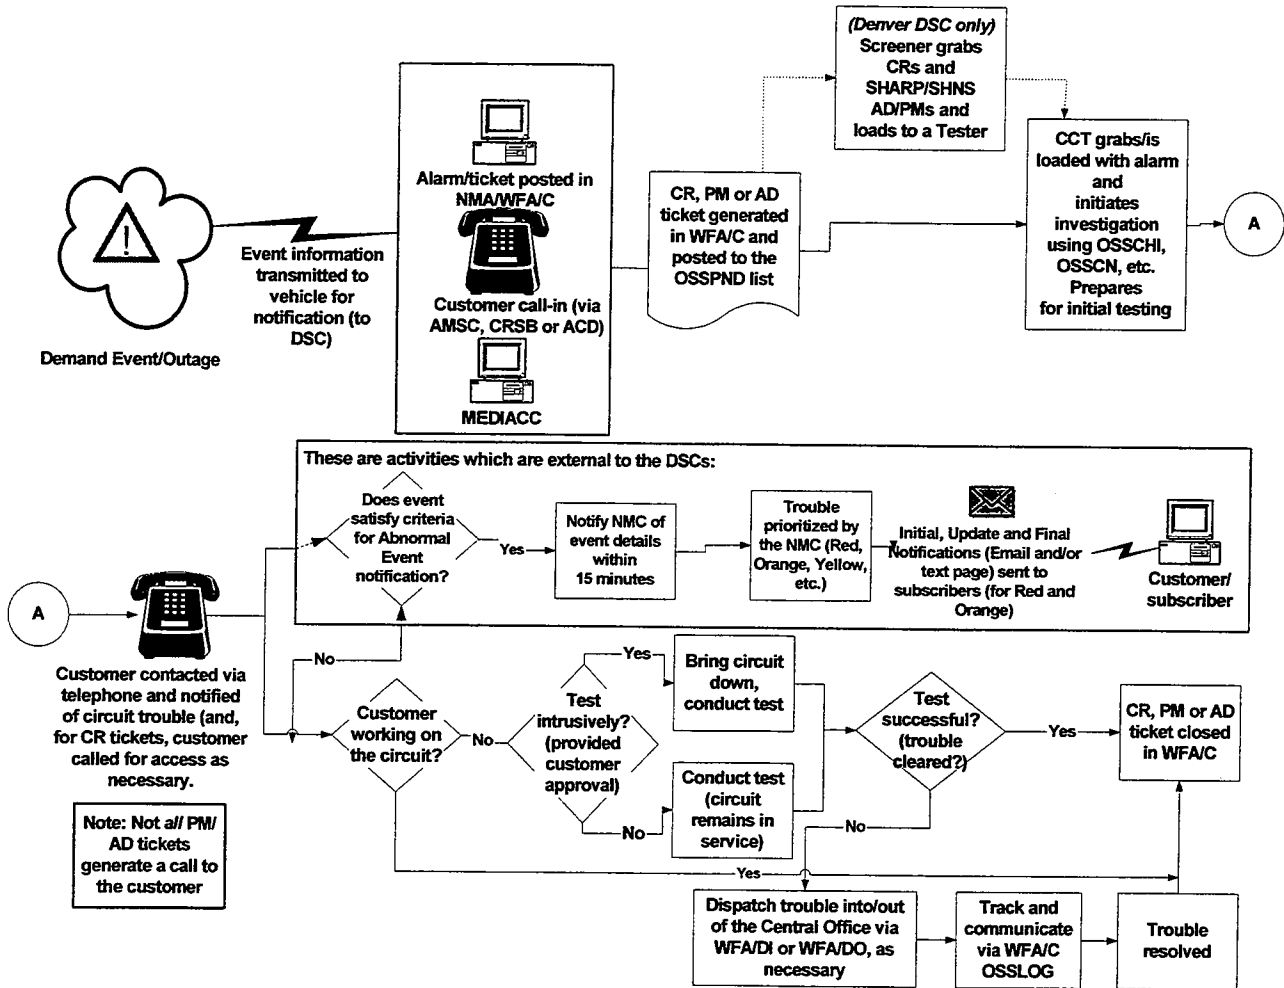 (Denver DSC only)
Screener grabs
CRs and
SHARP/SHNS
AD/PMs and
loads to a Tester
Alarm/ticket posted in
NMA/WFA/C
Customer call-in (via
AMSC, CRSB or ACD)
MEDIACC
!
Demand Event/Outage
Event information
transmitted to
vehicle for
notification (to
DSC)
CR, PM or AD
ticket generated
in WFA/C and
posted to the
OSSPND list
CCT grabs/is
loaded with alarm
and
initiates
investigation
using OSSCHI,
OSSCN, etc.
Prepares
for initial testing
A
These are activities which are external to the DSCs:
Does event
satisfy criteria
for Abnormal
Event
notification?
Yes
Notify NMC of
event details
within
15 minutes
Trouble
prioritized by
the NMC (Red,
Orange, Yellow,
etc.)
Initial, Update and Final
Notifications (Email and/or
text page) sent to
subscribers (for Red and
Orange)
Customer/
subscriber
A
Customer contacted via
telephone and notified
of circuit trouble (and,
for CR tickets, customer
called for access as
necessary.
Note: Not all PM/
AD tickets
generate a call to
the customer
No
Customer
working on
the circuit?
No
Test
intrusively?
(provided
customer
approval)
Yes
Bring circuit
down,
conduct test
No
Conduct test
(circuit
remains in
service)
Test
successful?
(trouble
cleared?)
Yes
CR, PM or AD
ticket closed
in WFA/C
No
Yes
Dispatch trouble into/out
of the Central Office via
WFA/DI or WFA/DO, as
necessary
Track and
communicate
via WFA/C
OSSLOG
Trouble
resolved